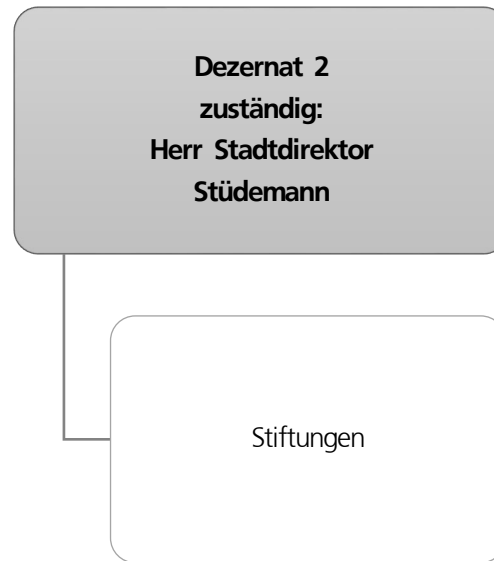 Dezernat 2
zuständig:
Herr Stadtdirektor
Stüdemann
Stiftungen